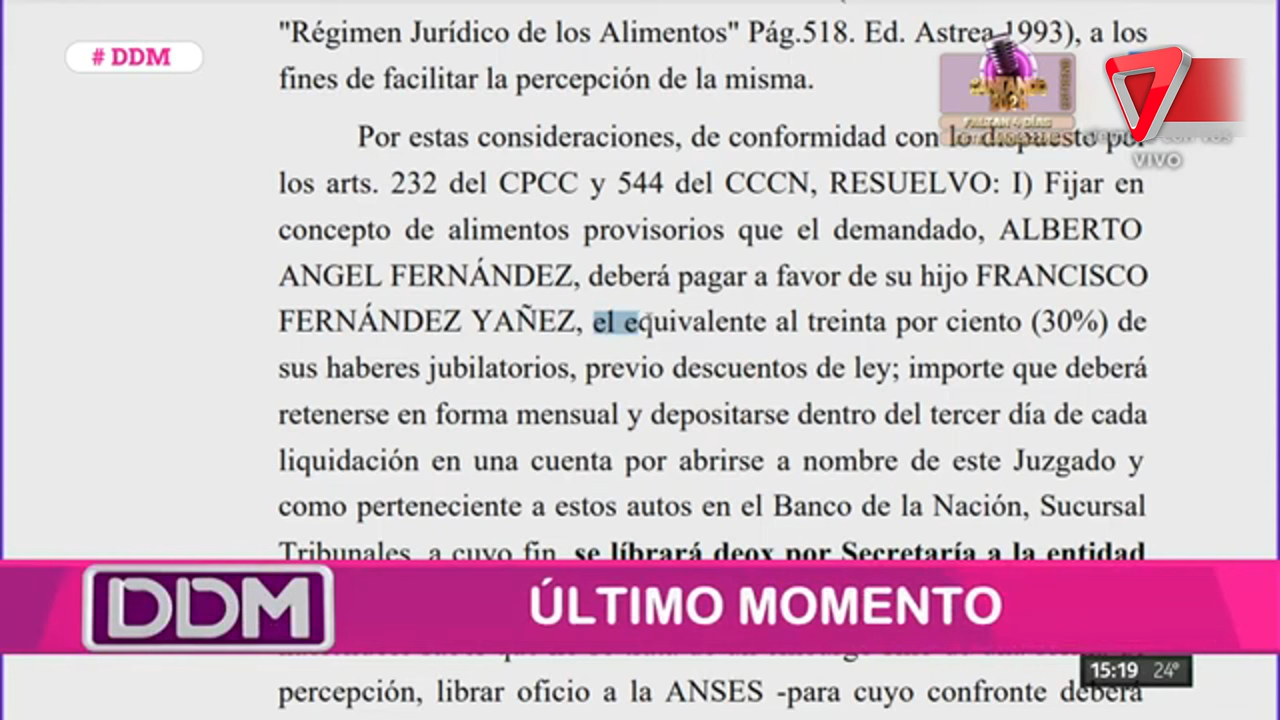 "Régimen Jurídico de los Alimentos" Pág.518. Ed. Astrea 1993), a los
# DDM
fines de facilitar la percepción de la misma.
FALTAN 4 DÍAS
Por estas consideraciones, de conformidad con lo dispuesto por
VIVO
los arts. 232 del CPCC y 544 del CCCN, RESUELVO: I) Fijar en
concepto de alimentos provisorios que el demandado, ALBERTO
ANGEL FERNÁNDEZ, deberá pagar a favor de su hijo FRANCISCO
FERNÁNDEZ YAÑEZ, el equivalente al treinta por ciento (30%) de
sus haberes jubilatorios, previo descuentos de ley; importe que deberá
retenerse en forma mensual y depositarse dentro del tercer día de cada
liquidación en una cuenta por abrirse a nombre de este Juzgado y
como perteneciente a estos autos en el Banco de la Nación, Sucursal
Tribunales, a cuyo fin, se líbrará deox por Secretaría a la entidad
DDM
ÚLTIMO MOMENTO
15:19 24°
percepción, librar oficio a la ANSES -para cuyo confronte deberá